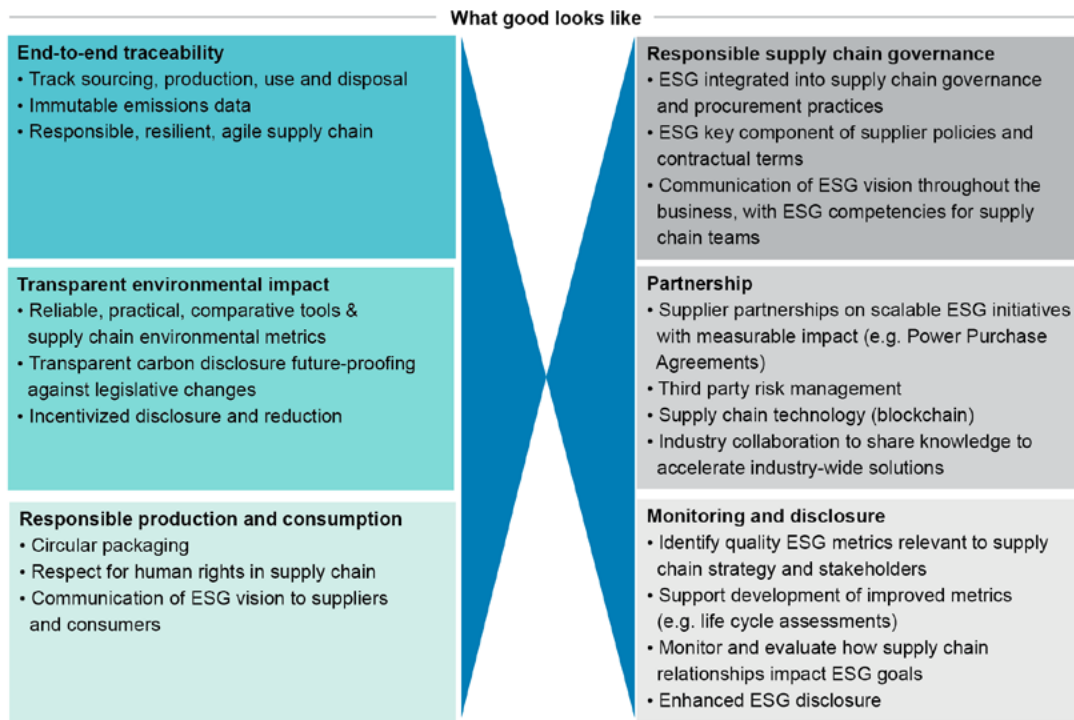 What good looks like
End-to-end traceability
• Track sourcing, production, use and disposal
• Immutable emissions data
• Responsible, resilient, agile supply chain
Transparent environmental impact
• Reliable, practical, comparative tools &
supply chain environmental metrics
• Transparent carbon disclosure future-proofing
against legislative changes
• Incentivized disclosure and reduction
Responsible production and consumption
• Circular packaging
• Respect for human rights in supply chain
• Communication of ESG vision to suppliers
and consumers
Responsible supply chain governance
• ESG integrated into supply chain governance
and procurement practices
• ESG key component of supplier policies and
contractual terms
• Communication of ESG vision throughout the
business, with ESG competencies for supply
chain teams
Partnership
• Supplier partnerships on scalable ESG initiatives
with measurable impact (e.g. Power Purchase
Agreements)
• Third party risk management
• Supply chain technology (blockchain)
• Industry collaboration to share knowledge to
accelerate industry-wide solutions
Monitoring and disclosure
• Identify quality ESG metrics relevant to supply
chain strategy and stakeholders
• Support development of improved metrics
(e.g. life cycle assessments)
• Monitor and evaluate how supply chain
relationships impact ESG goals
• Enhanced ESG disclosure